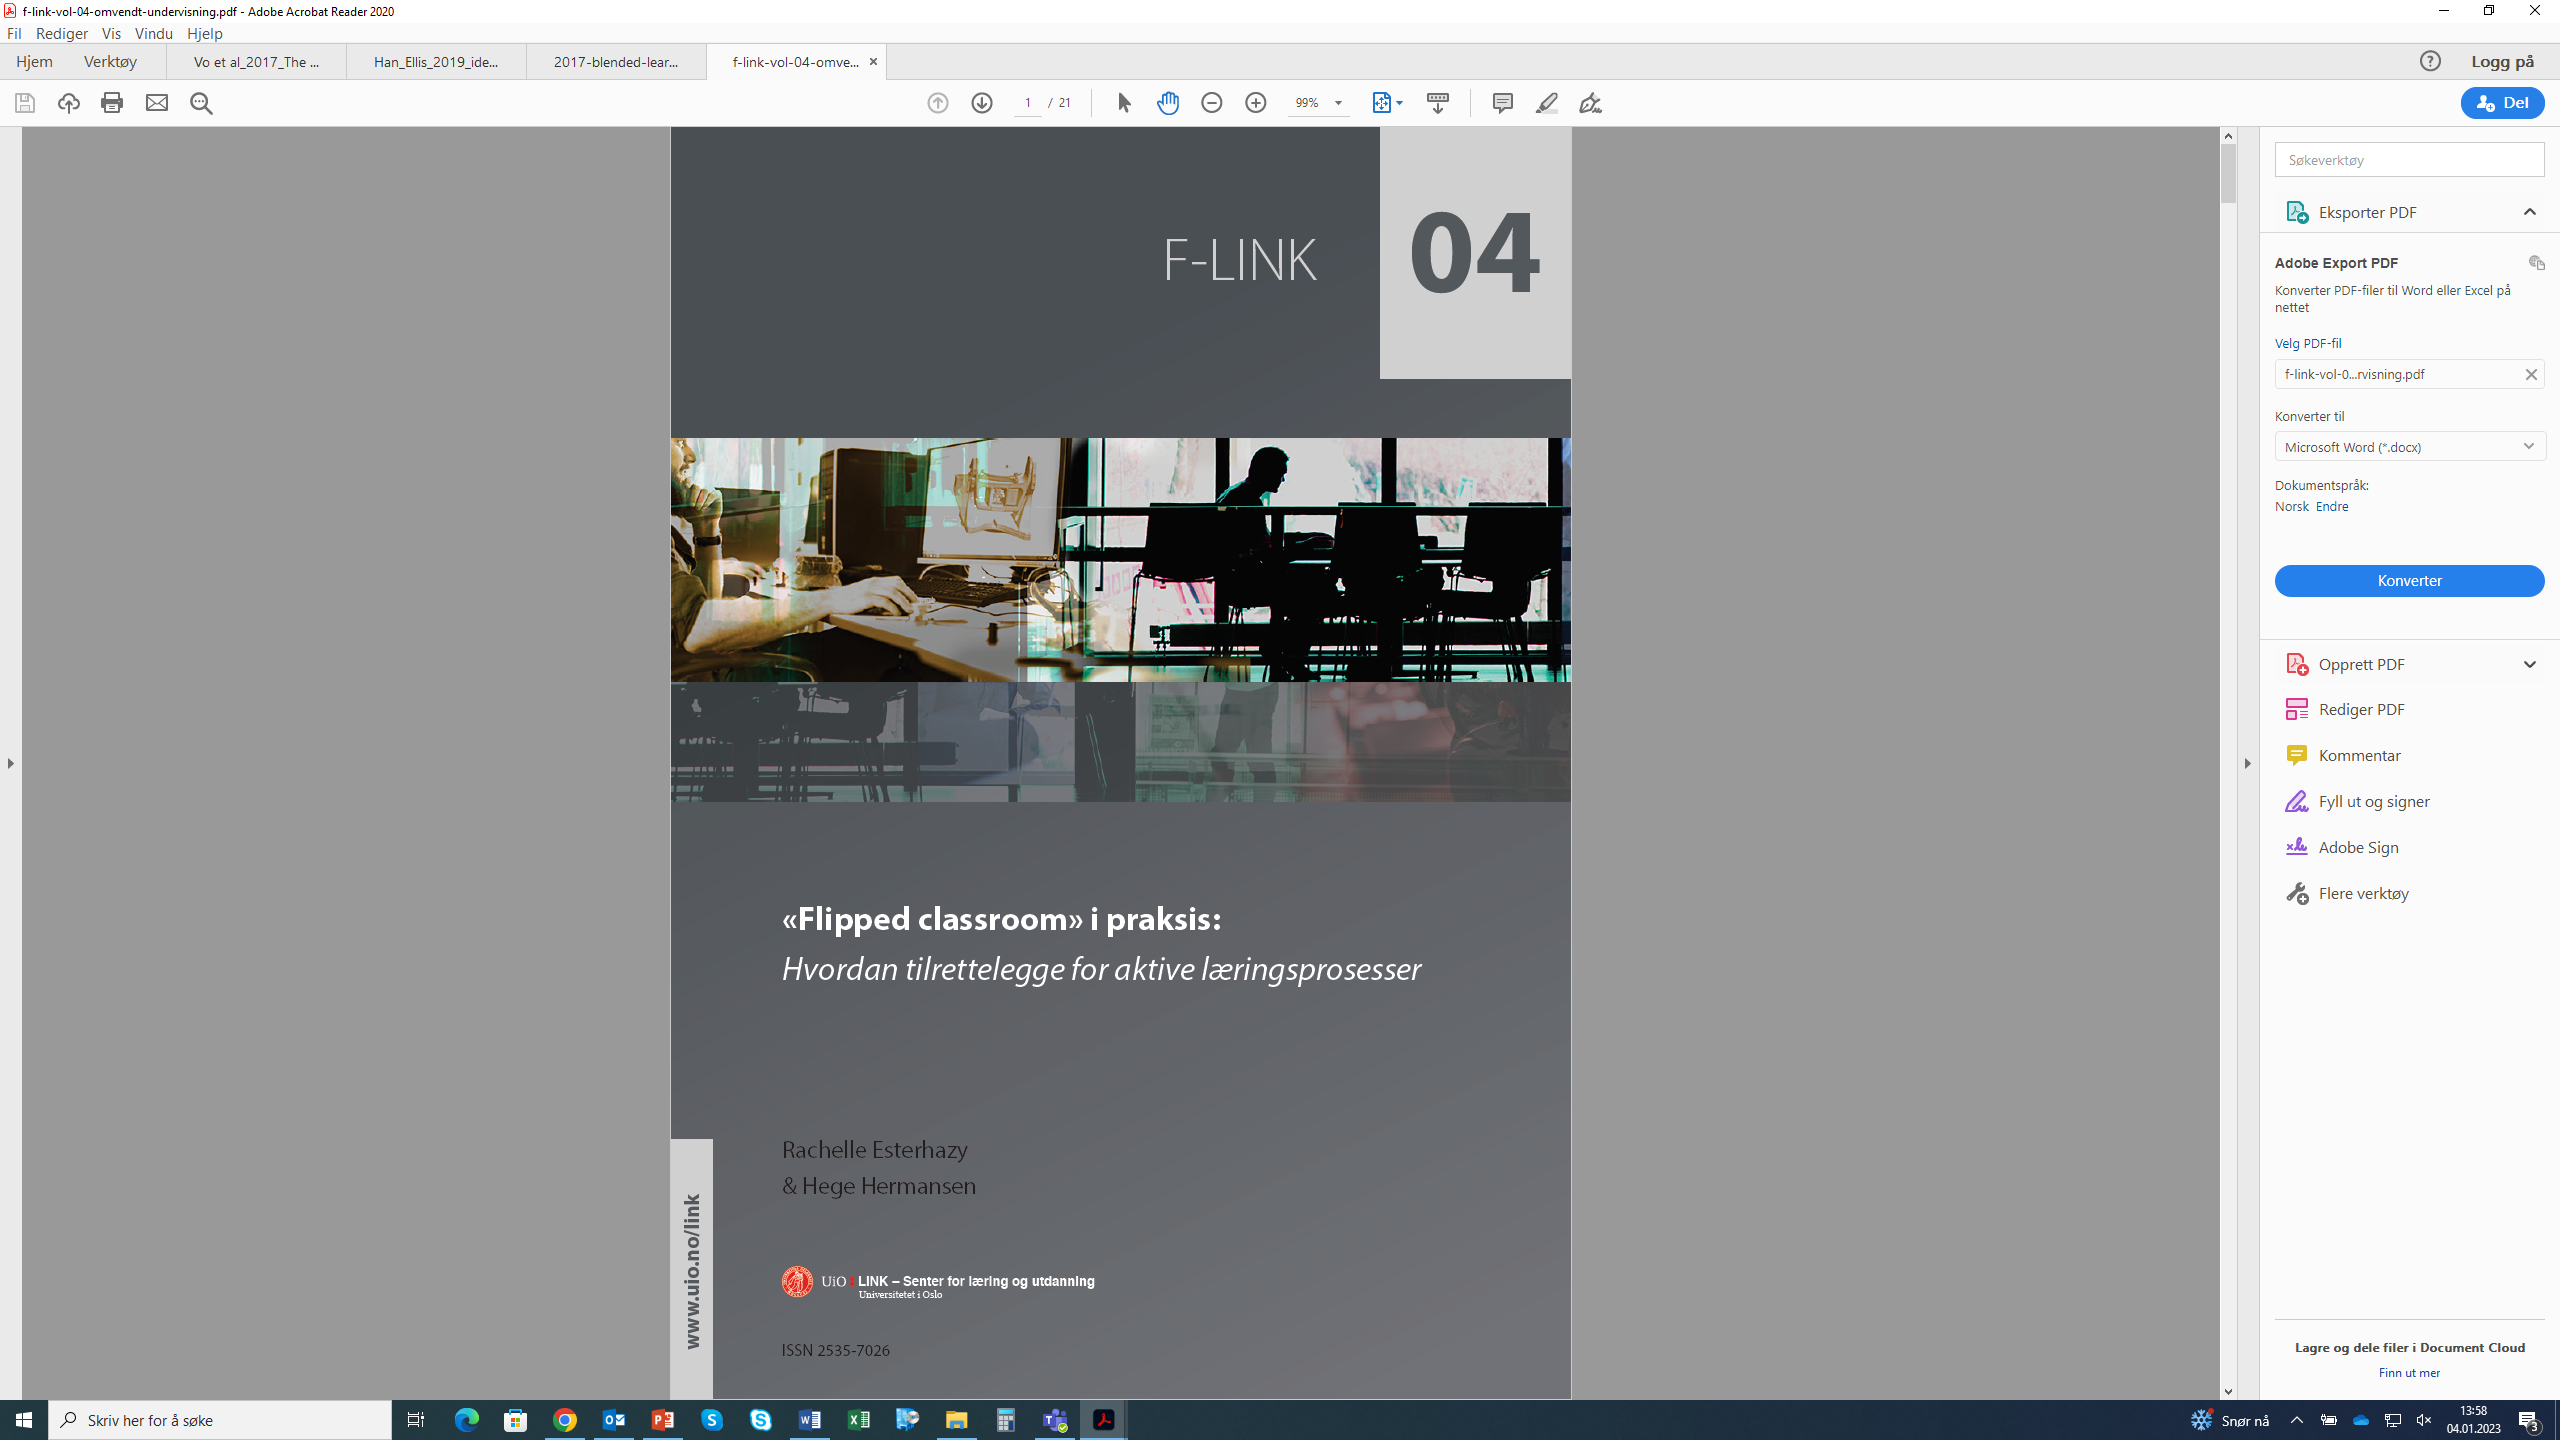 f-link-vol-04-omvendt-undervisning.pdf - Adobe Acrobat Reader 2020
Fil Rediger Vis Vindu Hjelp
Hjem Verktøy Vo et al_2017_The ... Han_Ellis_2019_ide... 2017-blended-lear... f-link-vol-04-omve... Logg på
1 / 21 99% Del
F-LINK
04
«Flipped classroom» i praksis:
Hvordan tilrettelegge for aktive læringsprosesser
Rachelle Esterhazy
& Hege Hermansen
www.uio.no/link
UiO : LINK – Senter for læring og utdanning
Universitetet i Oslo
ISSN 2535-7026
Søkeverktøy
Eksporter PDF
Adobe Export PDF
Konverter PDF-filer til Word eller Excel på
nettet
Velg PDF-fil
f-link-vol-0...rvisning.pdf
Konverter til
Microsoft Word (*.docx)
Dokumentspråk:
Norsk Endre
Konverter
Opprett PDF
Rediger PDF
Kommentar
Fyll ut og signer
Adobe Sign
Flere verktøy
Lagre og dele filer i Document Cloud
Finn ut mer
Skriv her for å søke
Snør nå
13:58
04.01.2023
3